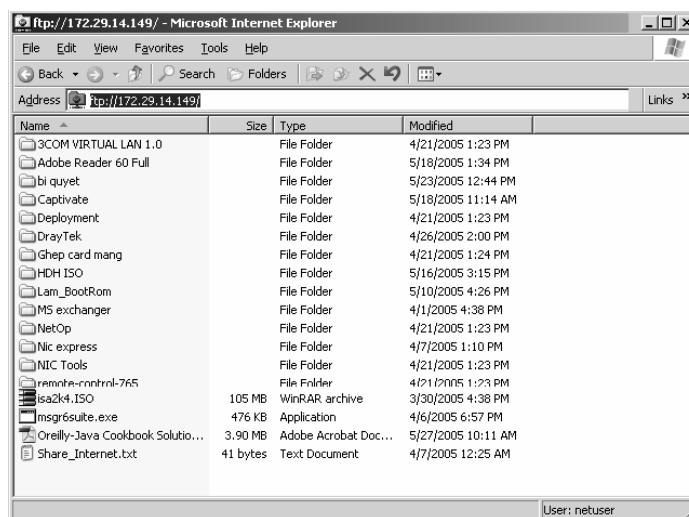 ftp://172.29.14.149/ - Microsoft Internet Explorer
File Edit View Favorites Tools Help
Back Search Folders
Address ftp://172.29.14.149/ Links »
Name Size Type Modified
3COM VIRTUAL LAN 1.0 File Folder 4/21/2005 1:23 PM
Adobe Reader 60 Full File Folder 5/18/2005 1:34 PM
bi quyet File Folder 5/23/2005 12:44 PM
Captivate File Folder 5/18/2005 11:14 AM
Deployment File Folder 4/21/2005 1:23 PM
DrayTek File Folder 4/26/2005 2:00 PM
Ghep card mang File Folder 4/21/2005 1:24 PM
HDH ISO File Folder 5/16/2005 3:15 PM
Lam_BootRom File Folder 5/10/2005 4:26 PM
MS exchanger File Folder 4/1/2005 4:38 PM
NetOp File Folder 4/21/2005 1:23 PM
Nic express File Folder 4/7/2005 1:10 PM
NIC Tools File Folder 4/21/2005 1:23 PM
remote-control-765 File Folder 4/21/2005 1:23 PM
isa2k4.ISO 105 MB WinRAR archive 3/30/2005 4:38 PM
msgr6suite.exe 476 KB Application 4/6/2005 6:57 PM
Oreilly-Java Cookbook Solutio... 3.90 MB Adobe Acrobat Doc... 5/27/2005 10:11 AM
Share_Internet.txt 41 bytes Text Document 4/7/2005 12:25 AM
User: netuser